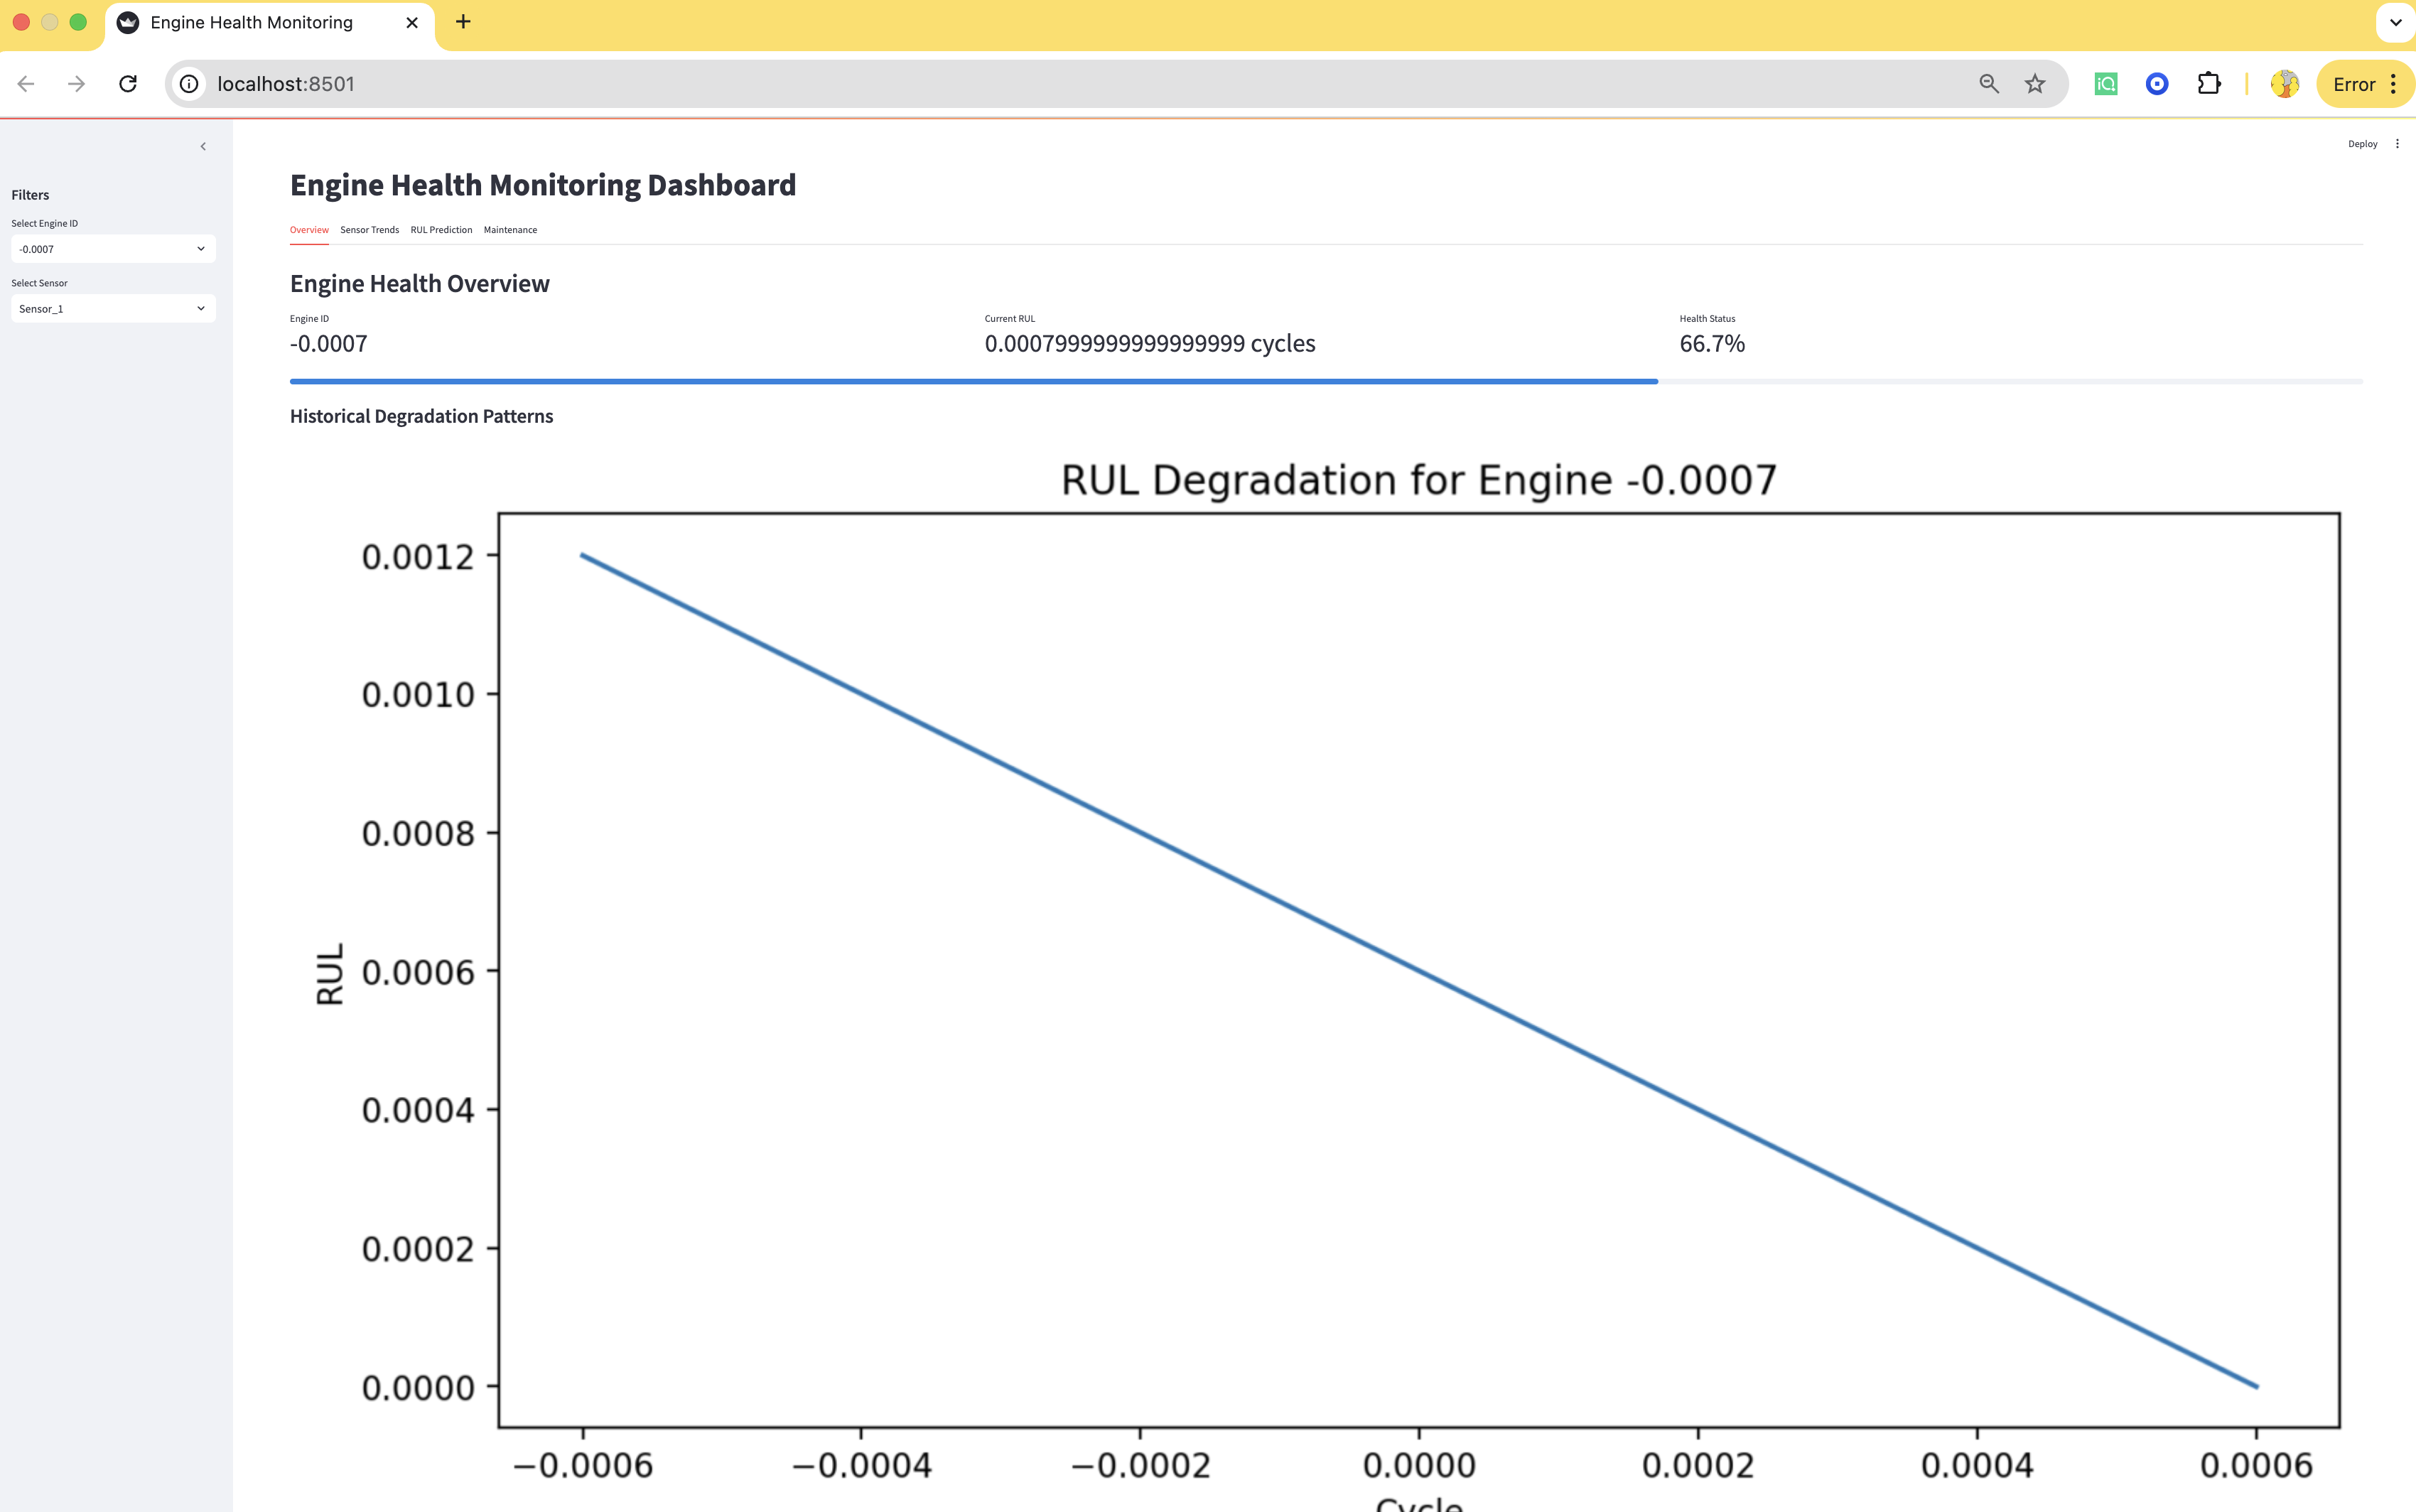 Engine Health Monitoring
localhost:8501
iQ!
Error
Deploy
Filters
Select Engine ID
-0.0007
Select Sensor
Sensor_1
Engine Health Monitoring Dashboard
Overview Sensor Trends RUL Prediction Maintenance
Engine Health Overview
Engine ID Current RUL Health Status
-0.0007 0.0007999999999999999 cycles 66.7%
Historical Degradation Patterns
RUL Degradation for Engine -0.0007
0.0012
0.0010
0.0008
RUL
0.0006
0.0004
0.0002
0.0000
−0.0006 −0.0004 −0.0002 0.0000 0.0002 0.0004 0.0006
Cycle